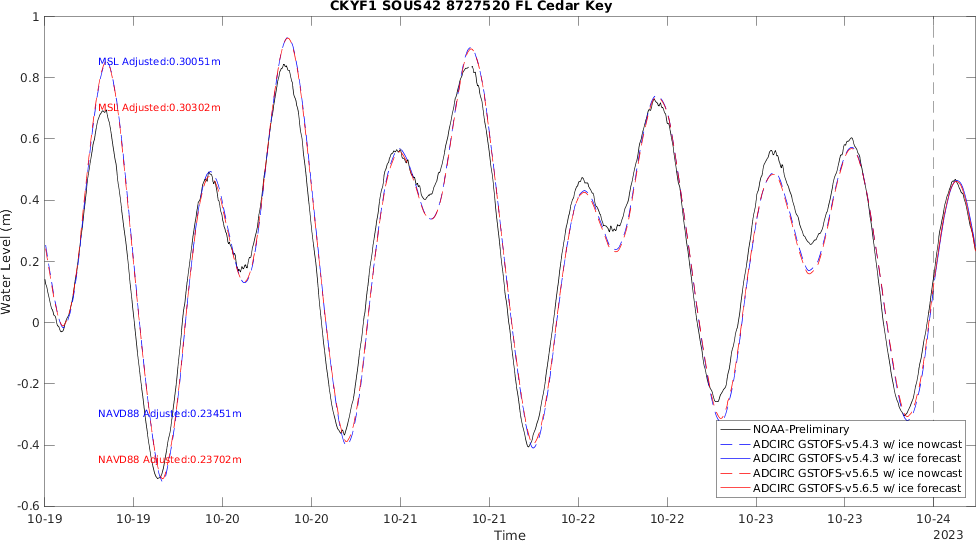 CKYF1 SOUS42 8727520 FL Cedar Key
Water Level (m)
1
0.8
0.6
0.4
0.2
0
-0.2
-0.4
-0.6
MSL Adjusted:0.30051m
MSL Adjusted:0.30302m
NAVD88 Adjusted:0.23451m
NAVD88 Adjusted:0.23702m
NOAA-Preliminary
ADCIRC GSTOFS-v5.4.3 w/ ice nowcast
ADCIRC GSTOFS-v5.4.3 w/ ice forecast
ADCIRC GSTOFS-v5.6.5 w/ ice nowcast
ADCIRC GSTOFS-v5.6.5 w/ ice forecast
10-19 10-19 10-20 10-20 10-21 10-21 10-22 10-22 10-23 10-23 10-24
Time
2023